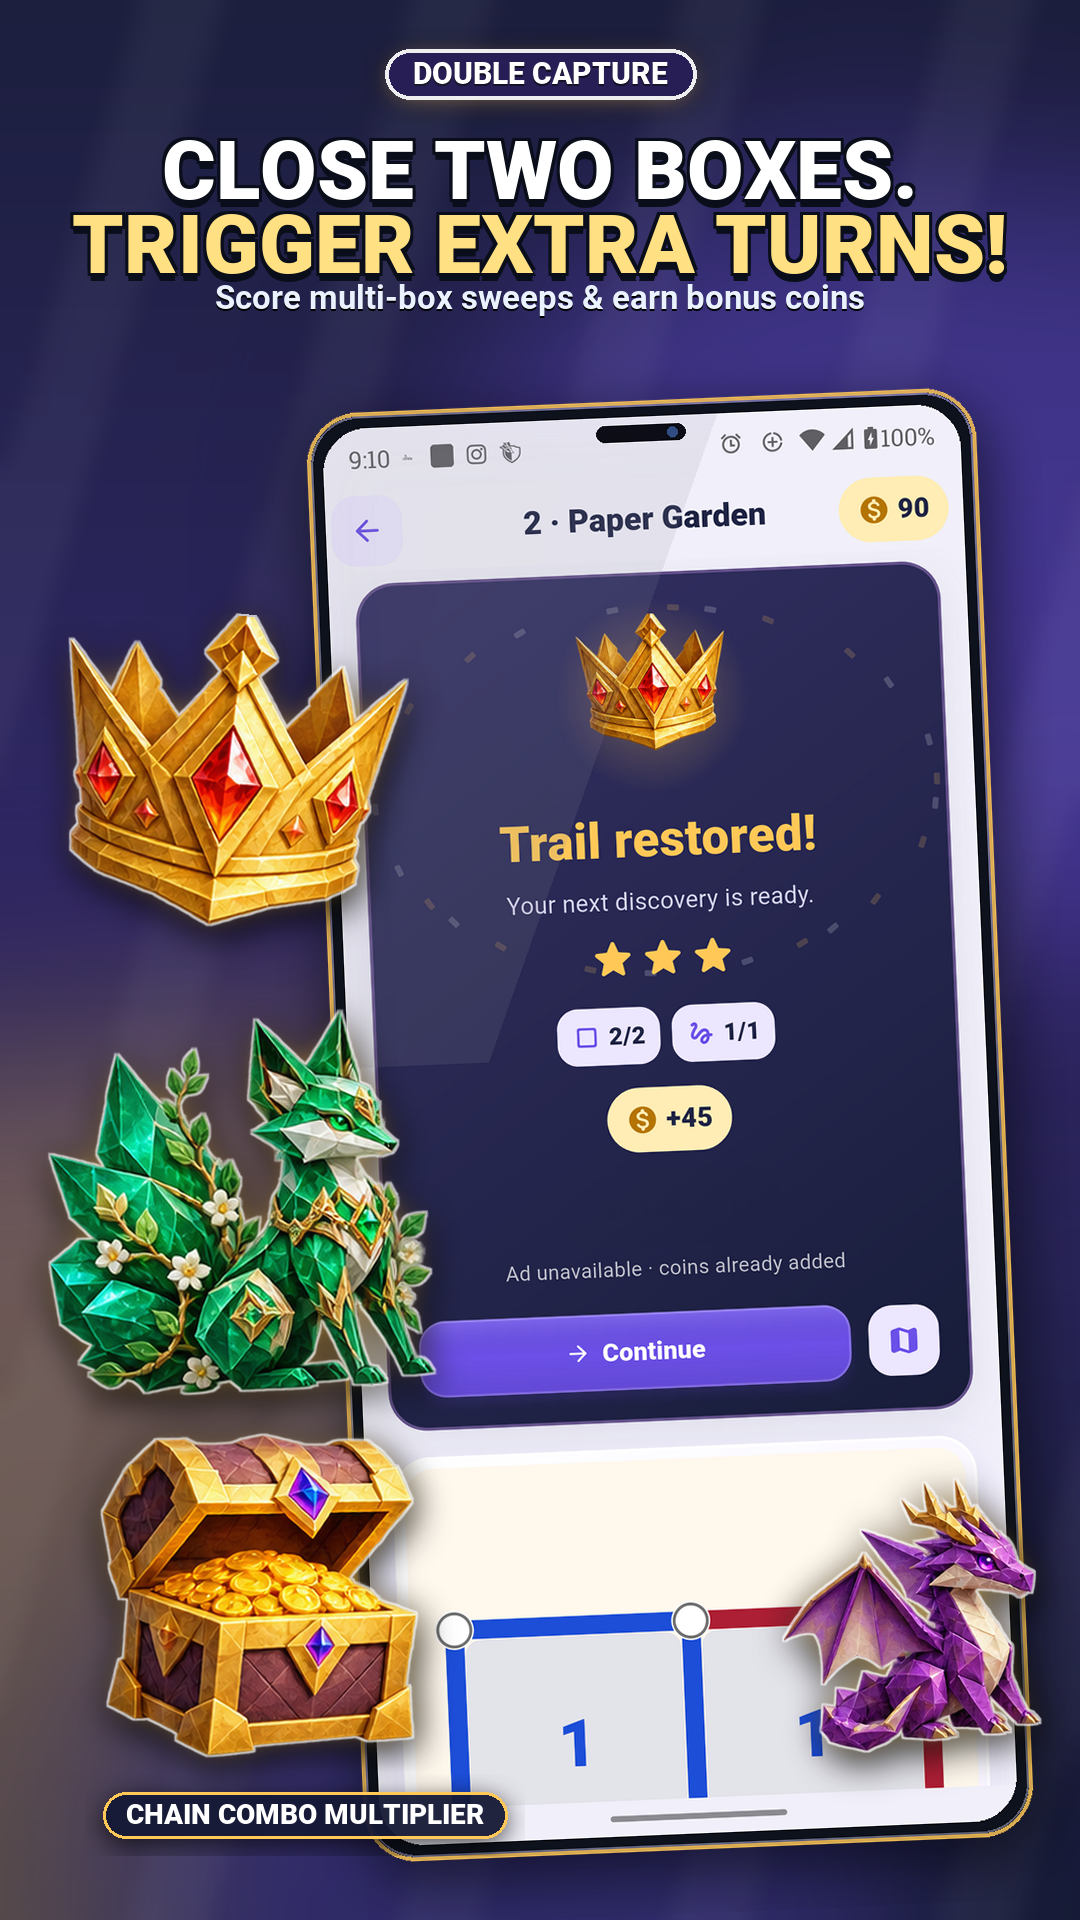 DOUBLE CAPTURE
CLOSE TWO BOXES.
TRIGGER EXTRA TURNS!
Score multi-box sweeps & earn bonus coins
9:10
100%
2 · Paper Garden
90
Trail restored!
Your next discovery is ready.
2/2
1/1
+45
Ad unavailable · coins already added
Continue
1
1
CHAIN COMBO MULTIPLIER